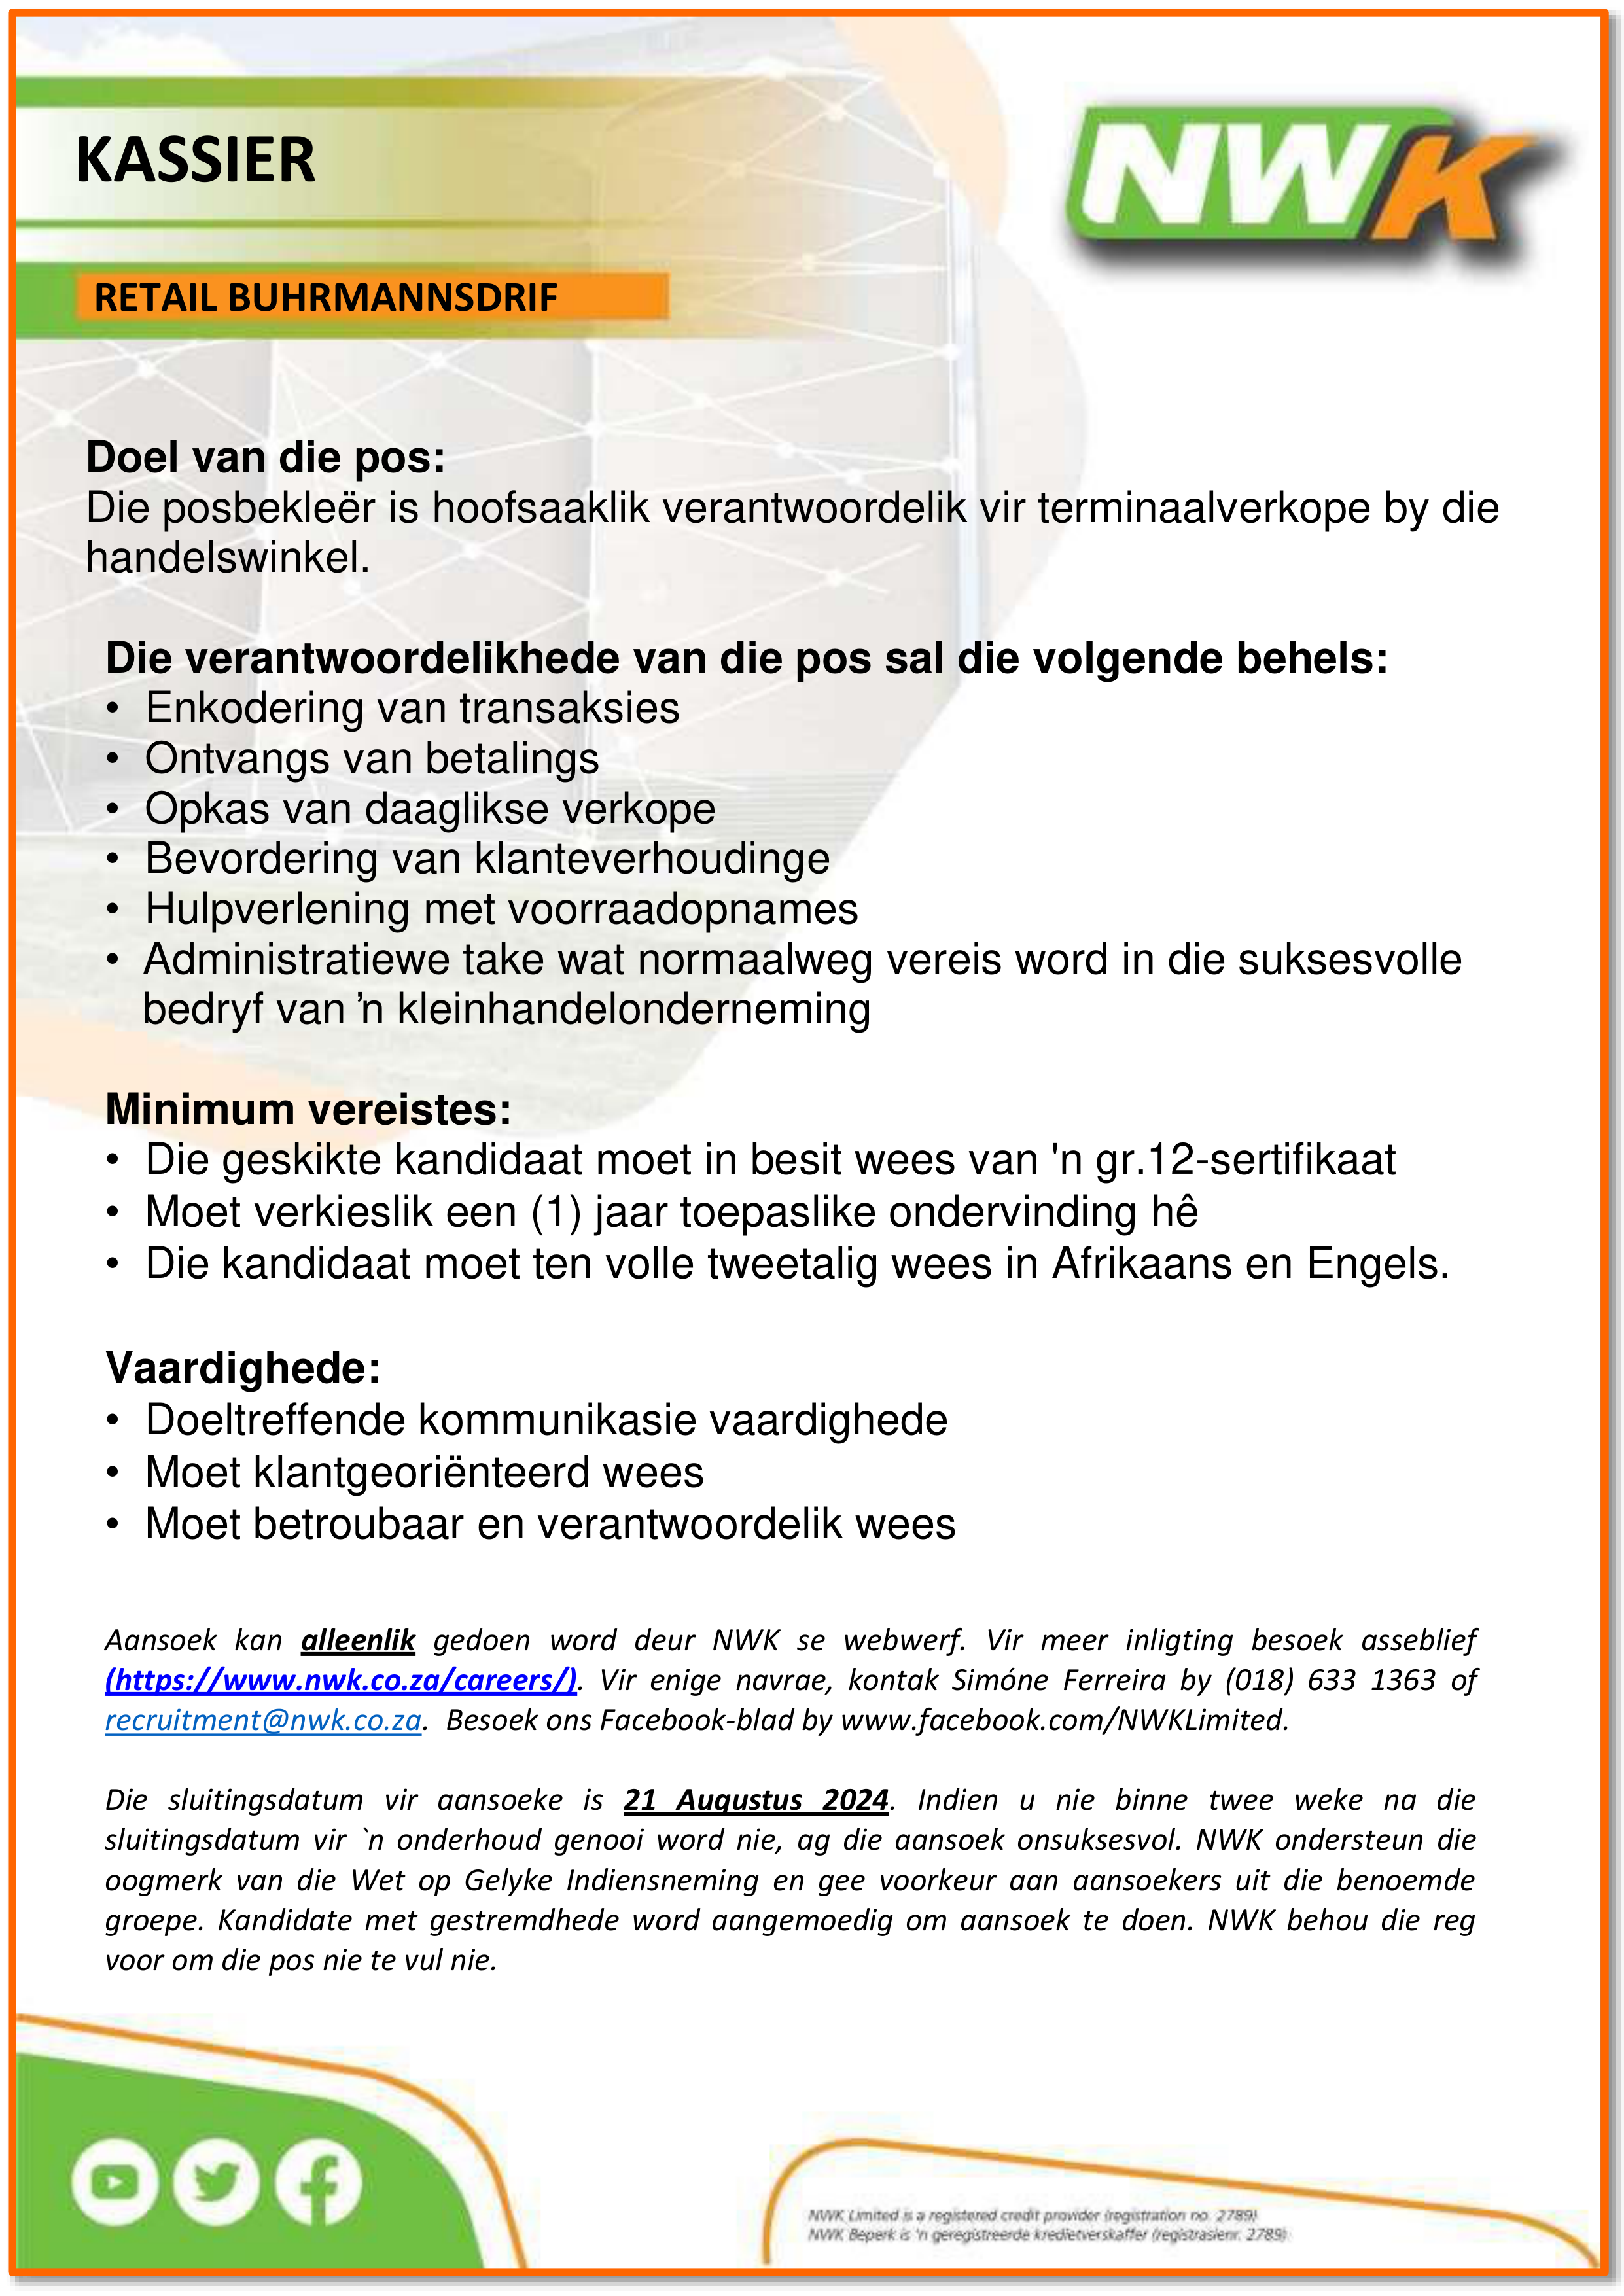 KASSIER
NWK
RETAIL BUHRMANNSDRIF
Doel van die pos:
Die posbekleër is hoofsaaklik verantwoordelik vir terminaalverkope by die
handelswinkel.
Die verantwoordelikhede van die pos sal die volgende behels:
• Enkodering van transaksies
• Ontvangs van betalings
• Opkas van daaglikse verkope
• Bevordering van klanteverhoudinge
• Hulpverlening met voorraadopnames
• Administratiewe take wat normaalweg vereis word in die suksesvolle
bedryf van ’n kleinhandelonderneming
Minimum vereistes:
• Die geskikte kandidaat moet in besit wees van 'n gr.12-sertifikaat
• Moet verkieslik een (1) jaar toepaslike ondervinding hê
• Die kandidaat moet ten volle tweetalig wees in Afrikaans en Engels.
Vaardighede:
• Doeltreffende kommunikasie vaardighede
• Moet klantgeoriënteerd wees
• Moet betroubaar en verantwoordelik wees
Aansoek kan alleenlik gedoen word deur NWK se webwerf. Vir meer inligting besoek asseblief
(https://www.nwk.co.za/careers/). Vir enige navrae, kontak Simóne Ferreira by (018) 633 1363 of
recruitment@nwk.co.za. Besoek ons Facebook-blad by www.facebook.com/NWKLimited.
Die sluitingsdatum vir aansoeke is 21 Augustus 2024. Indien u nie binne twee weke na die
sluitingsdatum vir `n onderhoud genooi word nie, ag die aansoek onsuksesvol. NWK ondersteun die
oogmerk van die Wet op Gelyke Indiensneming en gee voorkeur aan aansoekers uit die benoemde
groepe. Kandidate met gestremdhede word aangemoedig om aansoek te doen. NWK behou die reg
voor om die pos nie te vul nie.
NWK Limited is a registered credit provider (registration no. 2789)
NWK Beperk is 'n geregistreerde kredietverskaffer (registrasienr. 2789)